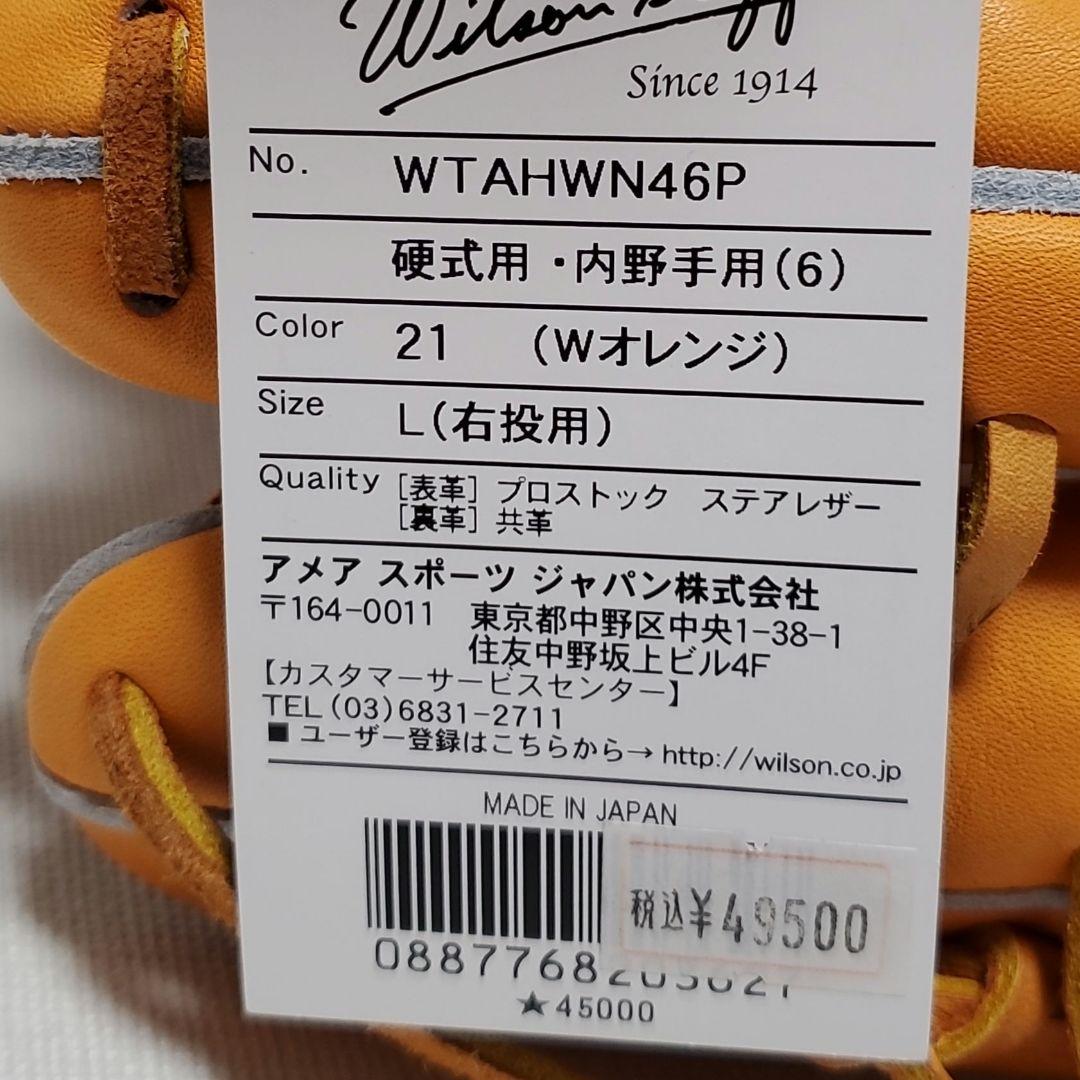 Wilson Staff
Since 1914
No. WTAHWN46P
硬式用・内野手用(6)
Color 21 (Wオレンジ)
Size L(右投用)
Quality [表革] プロストック ステアレザー
[裏革] 共革
アメア スポーツ ジャパン株式会社
〒164-0011 東京都中野区中央1-38-1
住友中野坂上ビル4F
【カスタマーサービスセンター】
TEL(03)6831-2711
■ ユーザー登録はこちらから→http://wilson.co.jp
MADE IN JAPAN
税込¥49500
★45000